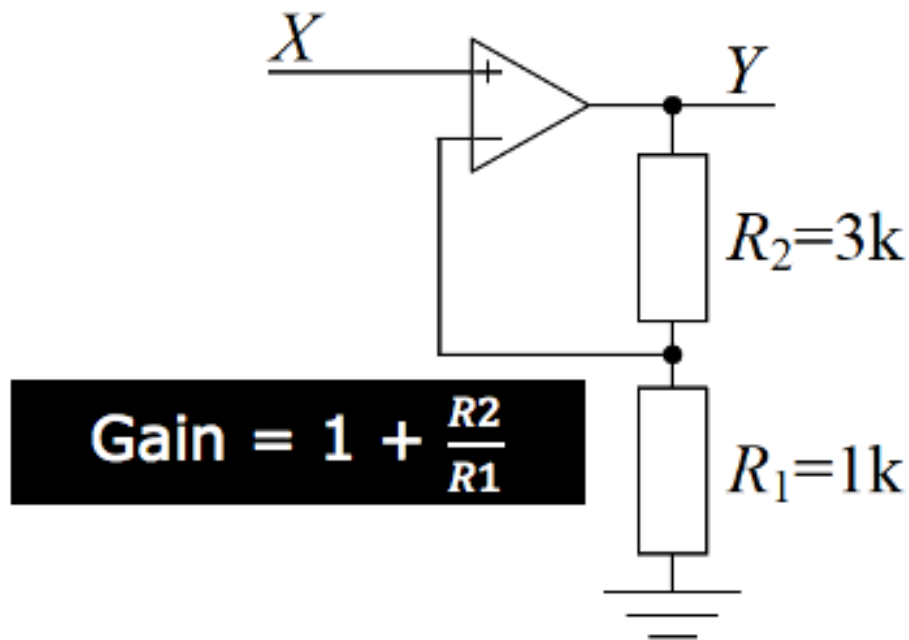 X
Y
+
−
R₂=3k
Gain = 1 + R2/R1
R₁=1k